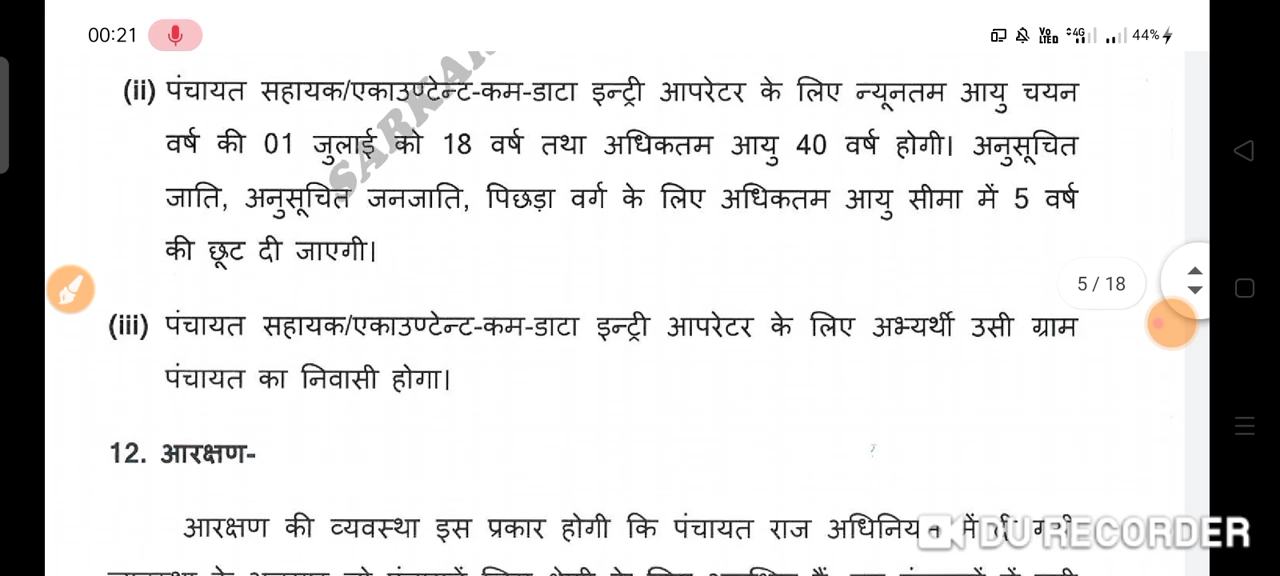 00:21
44%
(ii) पंचायत सहायक/एकाउण्टेन्ट-कम-डाटा इन्ट्री आपरेटर के लिए न्यूनतम आयु चयन
वर्ष की 01 जुलाई को 18 वर्ष तथा अधिकतम आयु 40 वर्ष होगी। अनुसूचित
जाति, अनुसूचित जनजाति, पिछड़ा वर्ग के लिए अधिकतम आयु सीमा में 5 वर्ष
की छूट दी जाएगी।
5 / 18
(iii) पंचायत सहायक/एकाउण्टेन्ट-कम-डाटा इन्ट्री आपरेटर के लिए अभ्यर्थी उसी ग्राम
पंचायत का निवासी होगा।
12. आरक्षण-
आरक्षण की व्यवस्था इस प्रकार होगी कि पंचायत राज अधिनियम में
DU RECORDER